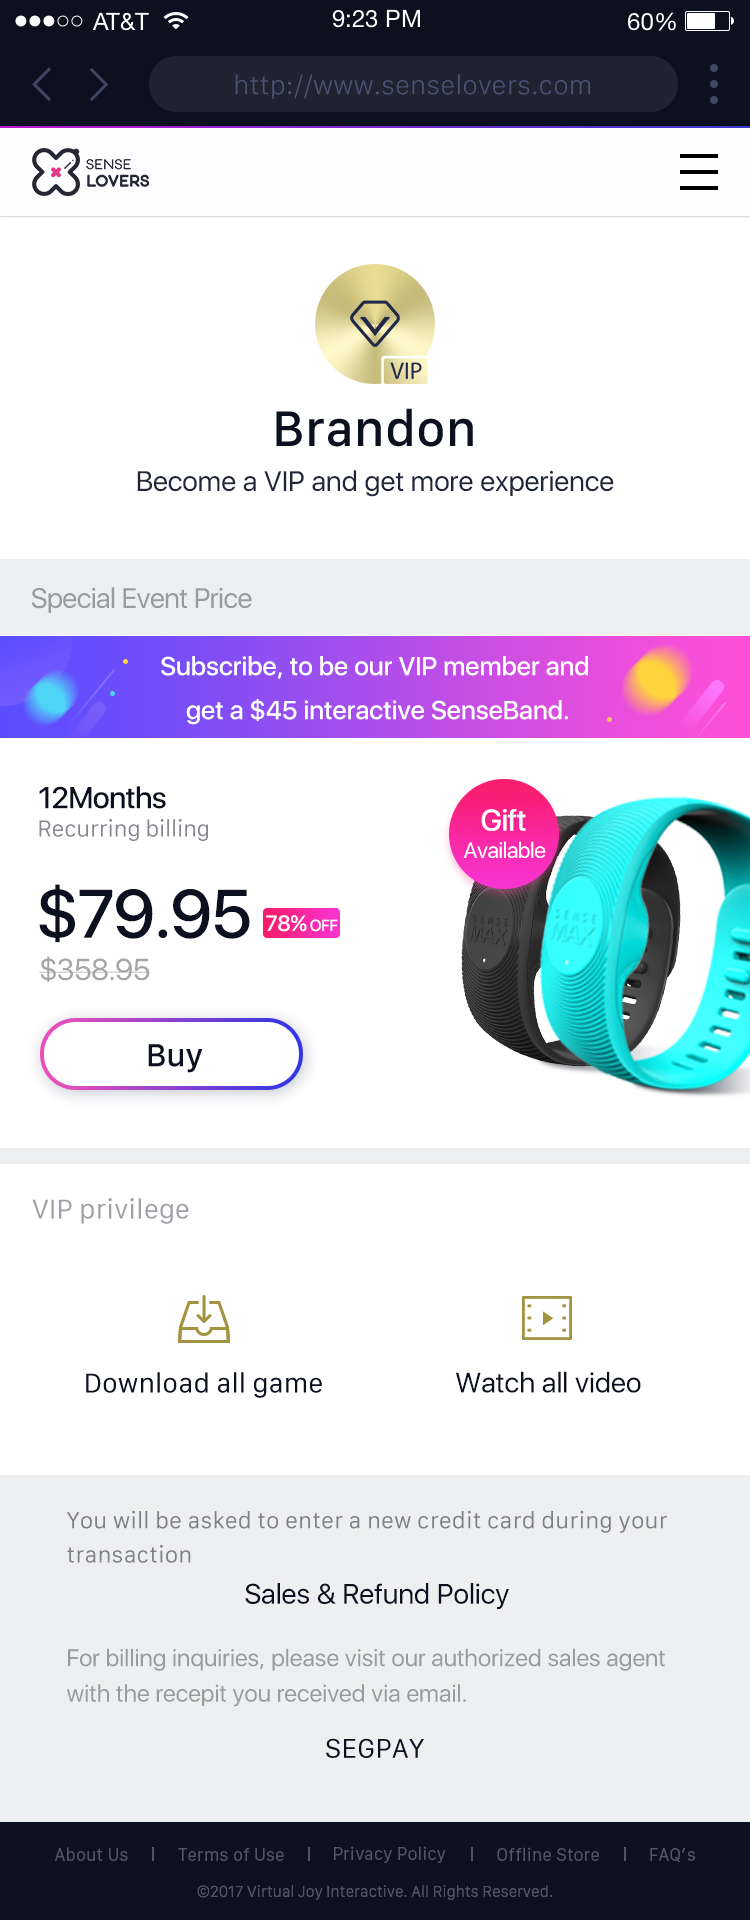 AT&T 9:23 PM 60%
http://www.senselovers.com
SENSE
LOVERS
VIP
Brandon
Become a VIP and get more experience
Special Event Price
Subscribe, to be our VIP member and
get a $45 interactive SenseBand.
12Months
Recurring billing
Gift
Available
$79.95 78% OFF
$358.95
SENSE
MAX
SENSE
MAX
Buy
VIP privilege
Download all game
Watch all video
You will be asked to enter a new credit card during your
transaction
Sales & Refund Policy
For billing inquiries, please visit our authorized sales agent
with the recepit you received via email.
SEGPAY
About Us | Terms of Use | Privacy Policy | Offline Store | FAQ's
©2017 Virtual Joy Interactive. All Rights Reserved.